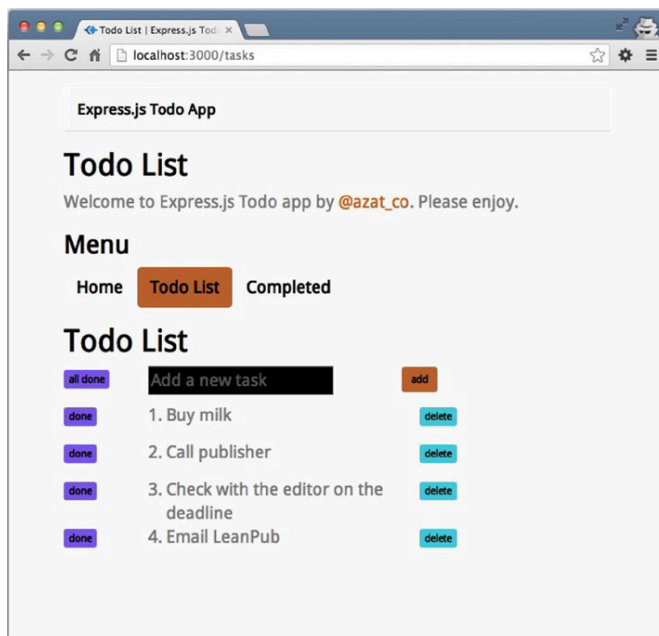 Todo List | Express.js Tod
localhost:3000/tasks
Express.js Todo App
Todo List
Welcome to Express.js Todo app by @azat_co. Please enjoy.
Menu
Home Todo List Completed
Todo List
all done Add a new task add
done 1. Buy milk delete
done 2. Call publisher delete
done 3. Check with the editor on the delete
deadline
done 4. Email LeanPub delete